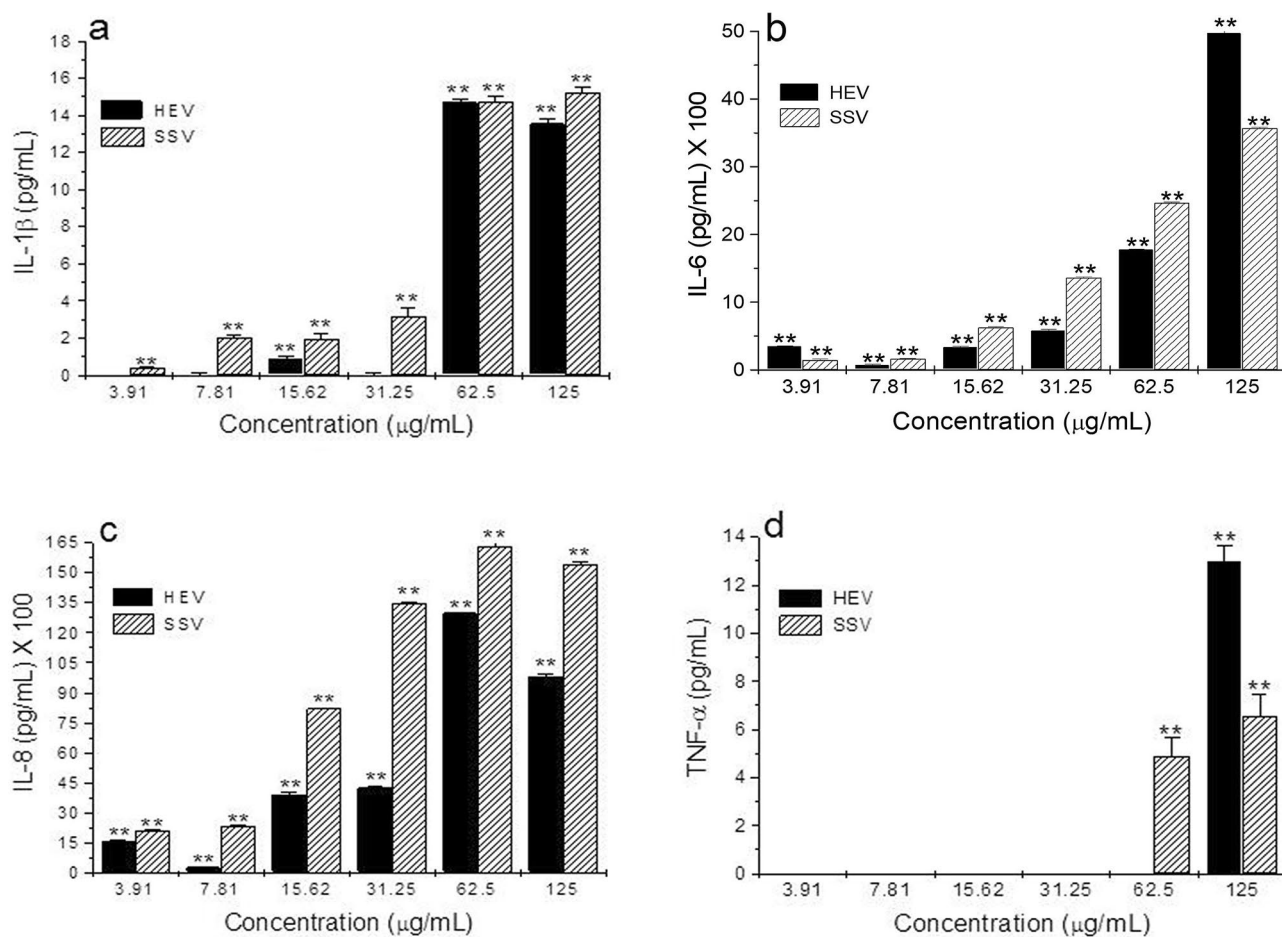 a
18
16
14
12
10
8
6
4
2
0
IL-1β (pg/mL)
HEV
SSV
**
** ** **
** ** ** ** ** **
3.91 7.81 15.62 31.25 62.5 125
Concentration (μg/mL)
b
50
40
30
20
10
0
IL-6 (pg/mL) X 100
HEV
SSV
** ** ** ** ** ** ** ** ** ** ** **
3.91 7.81 15.62 31.25 62.5 125
Concentration (μg/mL)
c
165
150
135
120
105
90
75
60
45
30
15
0
IL-8 (pg/mL) X 100
HEV
SSV
** ** ** ** ** ** ** ** ** ** ** **
3.91 7.81 15.62 31.25 62.5 125
Concentration (μg/mL)
d
14
12
10
8
6
4
2
0
TNF-α (pg/mL)
HEV
SSV
** ** **
3.91 7.81 15.62 31.25 62.5 125
Concentration (μg/mL)